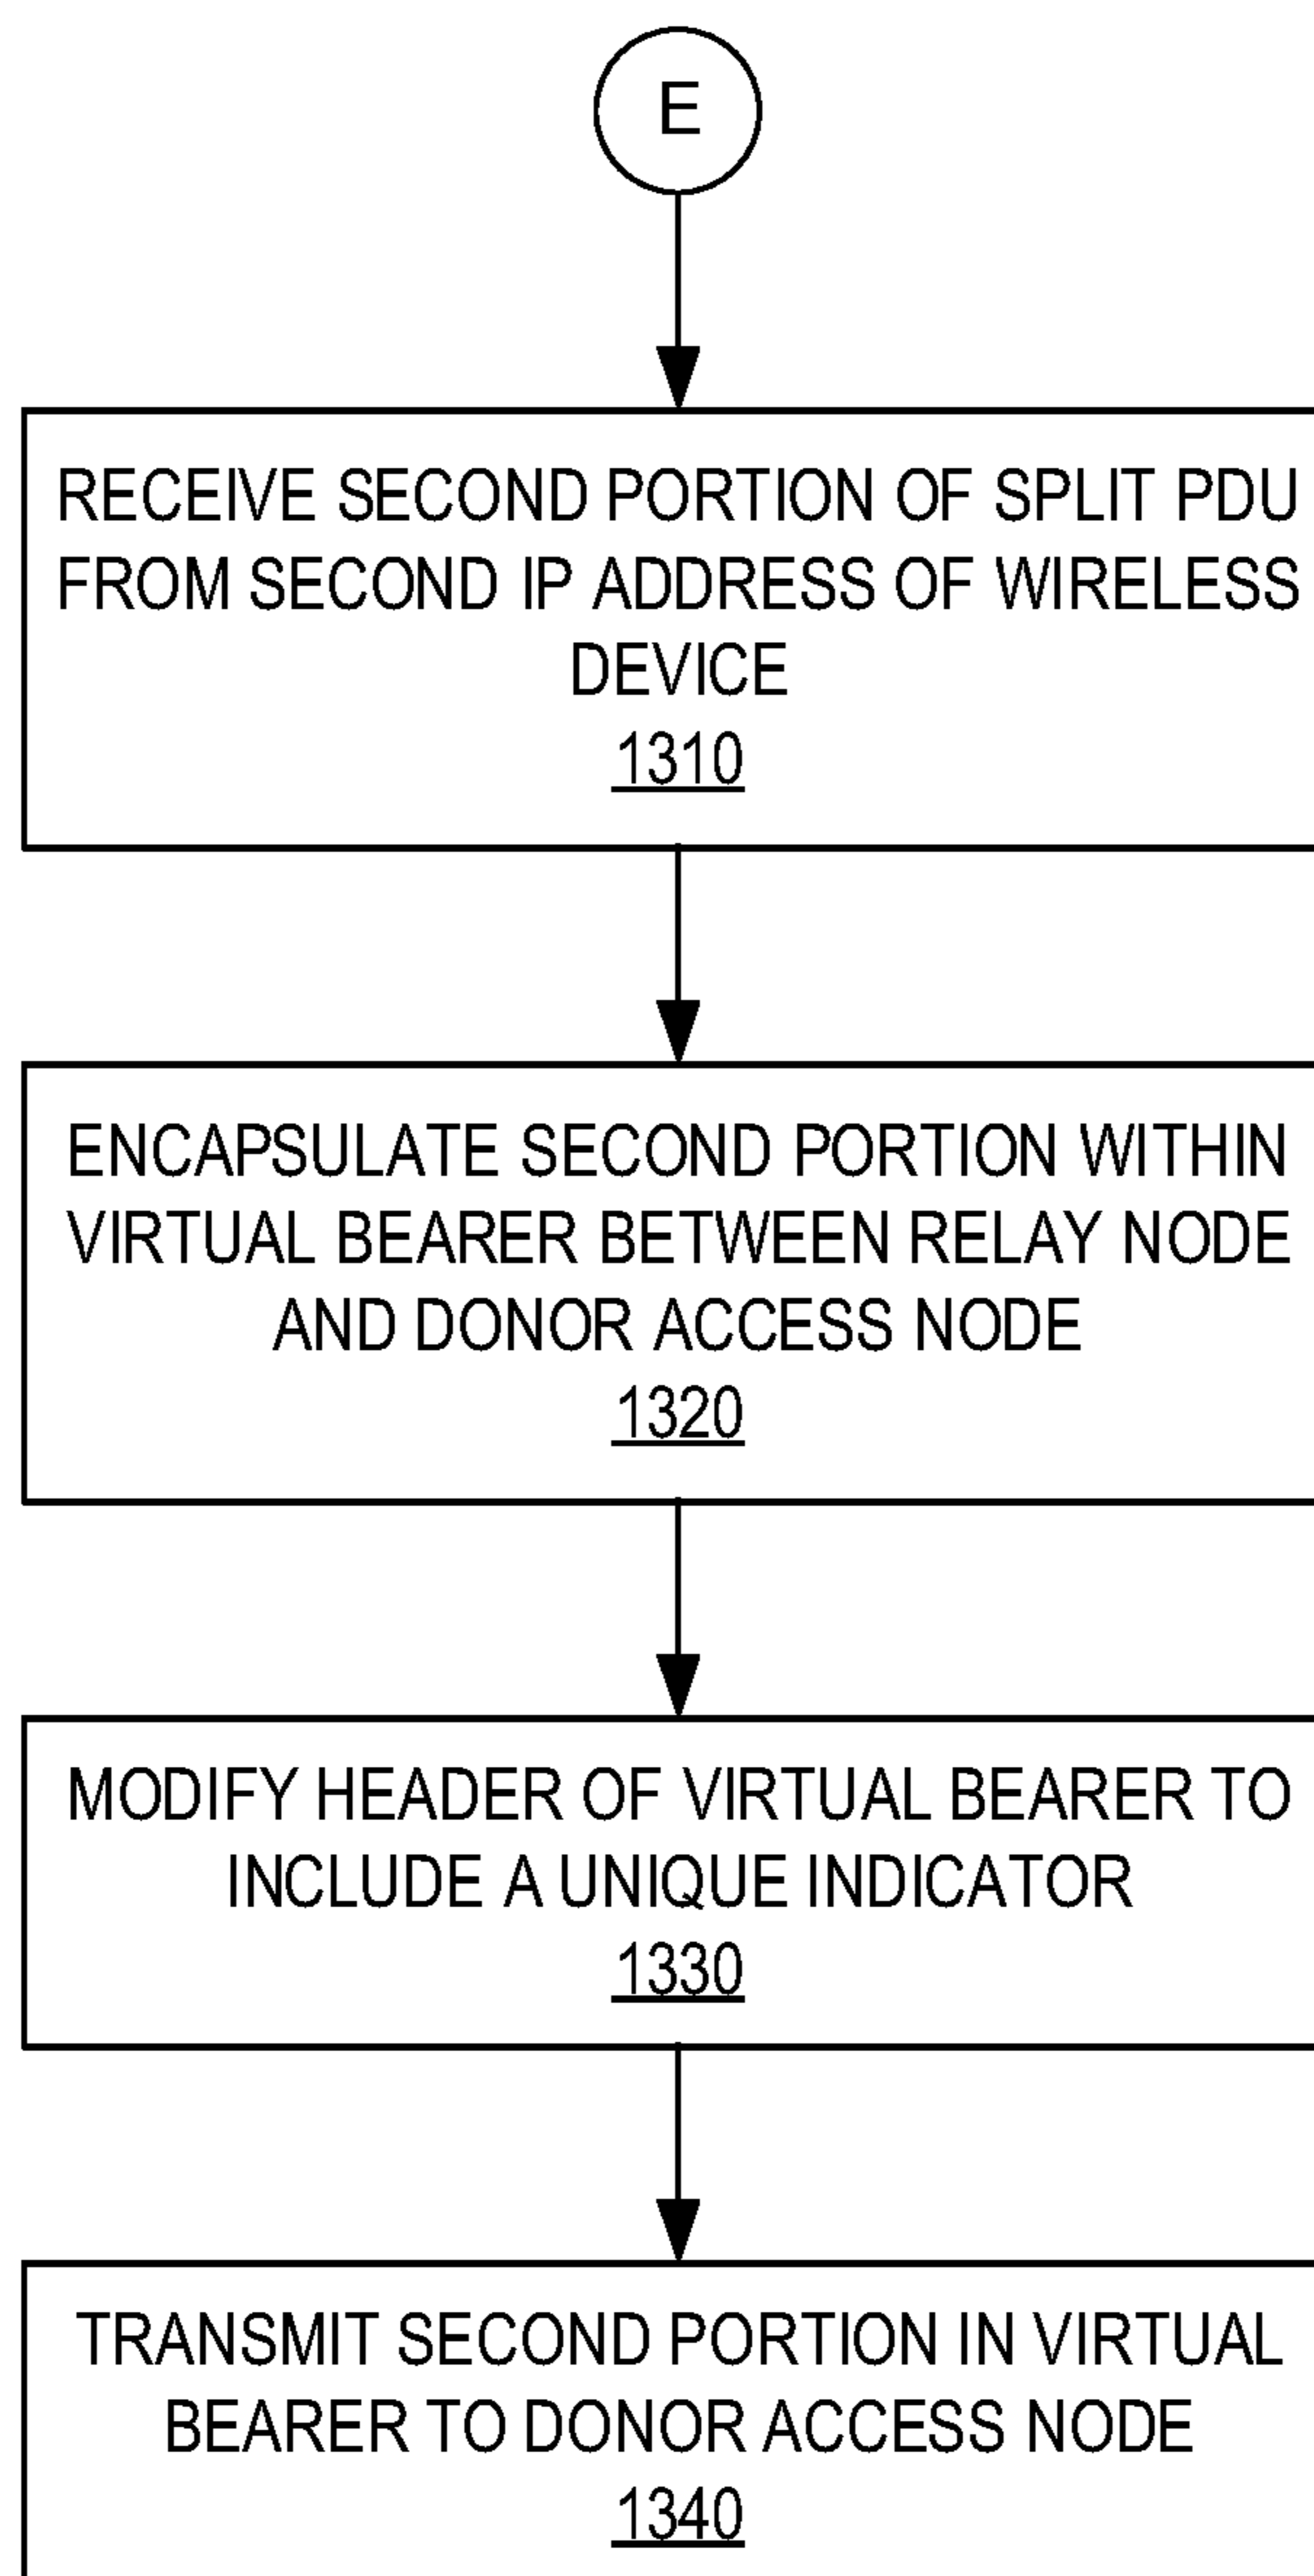 E
RECEIVE SECOND PORTION OF SPLIT PDU
FROM SECOND IP ADDRESS OF WIRELESS
DEVICE
1310
ENCAPSULATE SECOND PORTION WITHIN
VIRTUAL BEARER BETWEEN RELAY NODE
AND DONOR ACCESS NODE
1320
MODIFY HEADER OF VIRTUAL BEARER TO
INCLUDE A UNIQUE INDICATOR
1330
TRANSMIT SECOND PORTION IN VIRTUAL
BEARER TO DONOR ACCESS NODE
1340